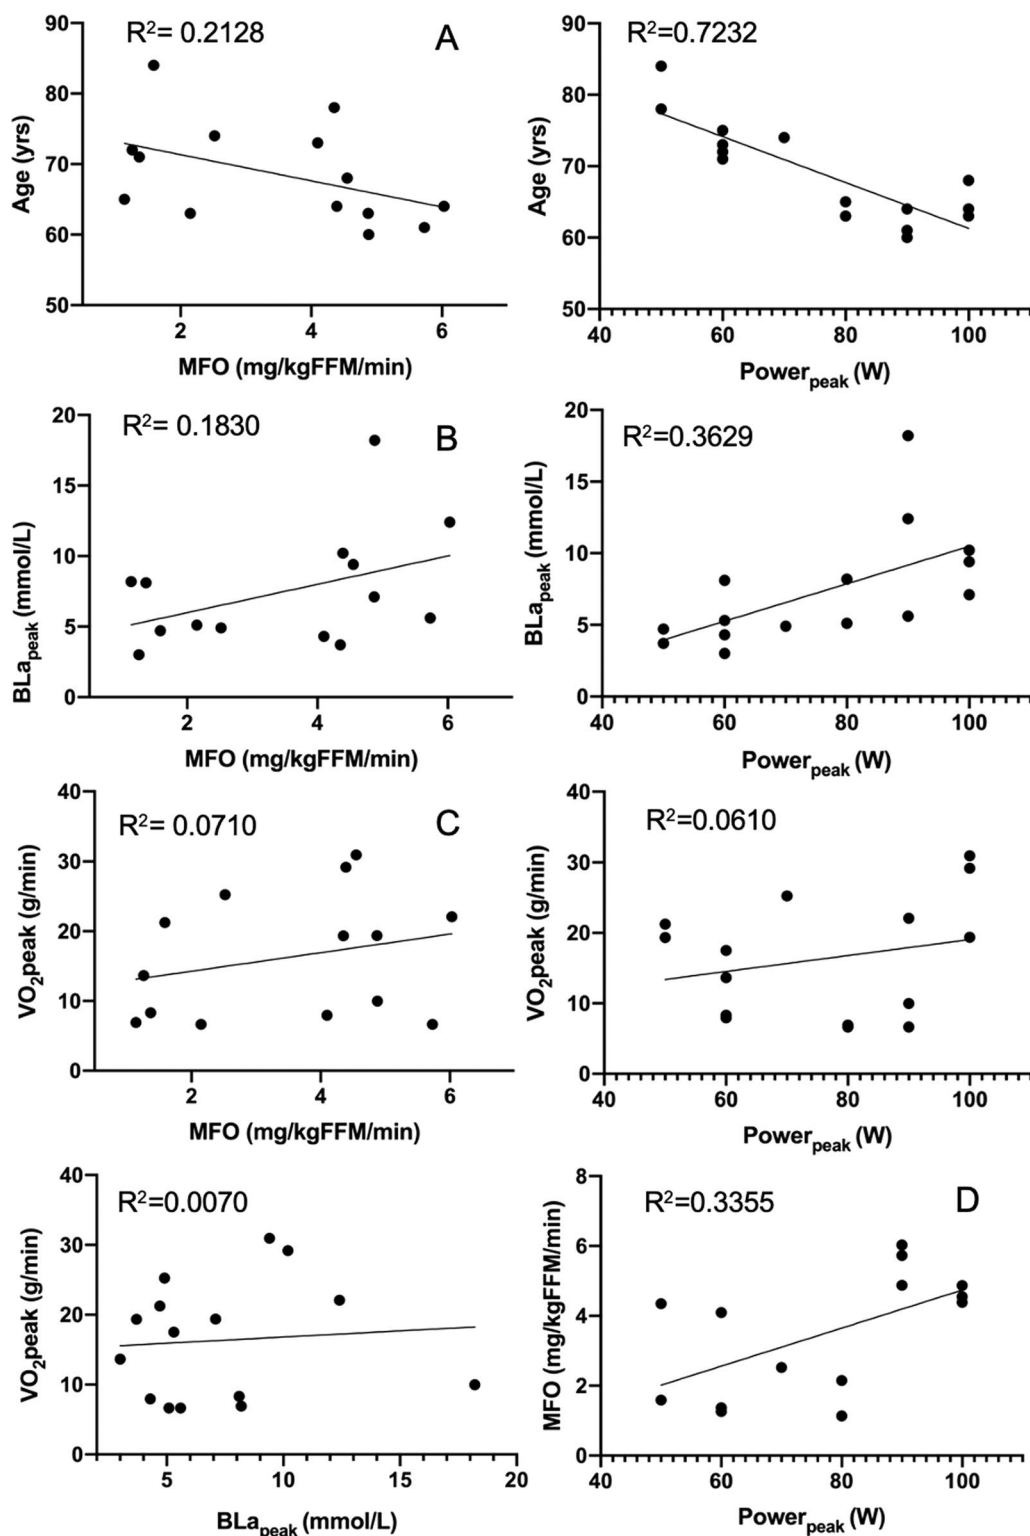 R²= 0.2128
A
90
80
70
60
50
Age (yrs)
2 4 6
MFO (mg/kgFFM/min)
R²=0.7232
90
80
70
60
50
Age (yrs)
40 60 80 100
Powerpeak (W)
R²= 0.1830
B
20
15
10
5
0
BLapeak (mmol/L)
2 4 6
MFO (mg/kgFFM/min)
R²=0.3629
20
15
10
5
0
BLapeak (mmol/L)
40 60 80 100
Powerpeak (W)
R²= 0.0710
C
40
30
20
10
0
VO₂peak (g/min)
2 4 6
MFO (mg/kgFFM/min)
R²=0.0610
40
30
20
10
0
VO₂peak (g/min)
40 60 80 100
Powerpeak (W)
R²=0.0070
40
30
20
10
0
VO₂peak (g/min)
5 10 15 20
BLapeak (mmol/L)
R²=0.3355
D
8
6
4
2
0
MFO (mg/kgFFM/min)
40 60 80 100
Powerpeak (W)